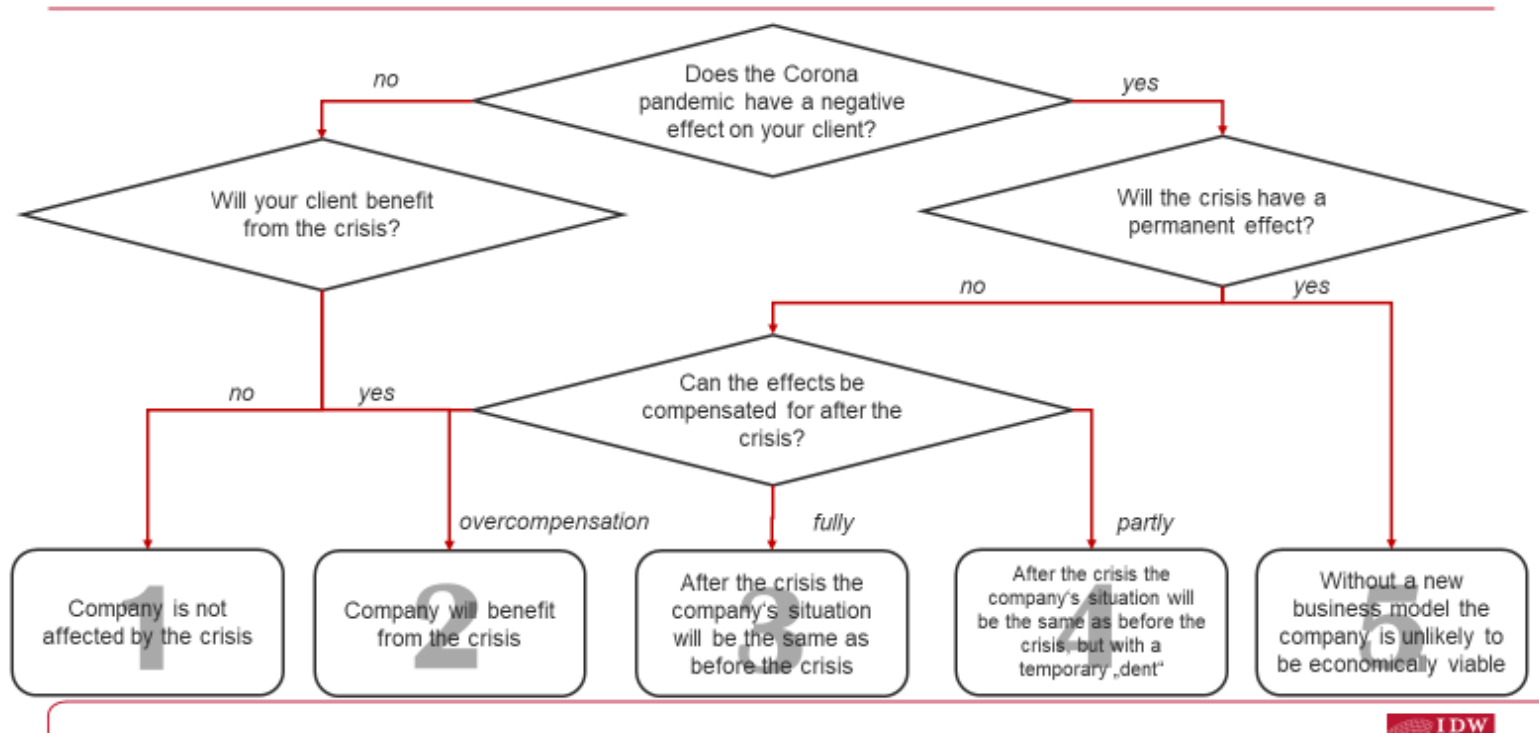 Does the Corona
pandemic have a negative
effect on your client?
no
yes
Will your client benefit
from the crisis?
Will the crisis have a
permanent effect?
no
yes
Can the effects be
compensated for after the
crisis?
no
yes
overcompensation
fully
partly
1
Company is not
affected by the crisis
2
Company will benefit
from the crisis
3
After the crisis the
company‘s situation
will be the same as
before the crisis
4
After the crisis the
company‘s situation will
be the same as before the
crisis, but with a
temporary „dent“
5
Without a new
business model the
company is unlikely to
be economically viable
IDW